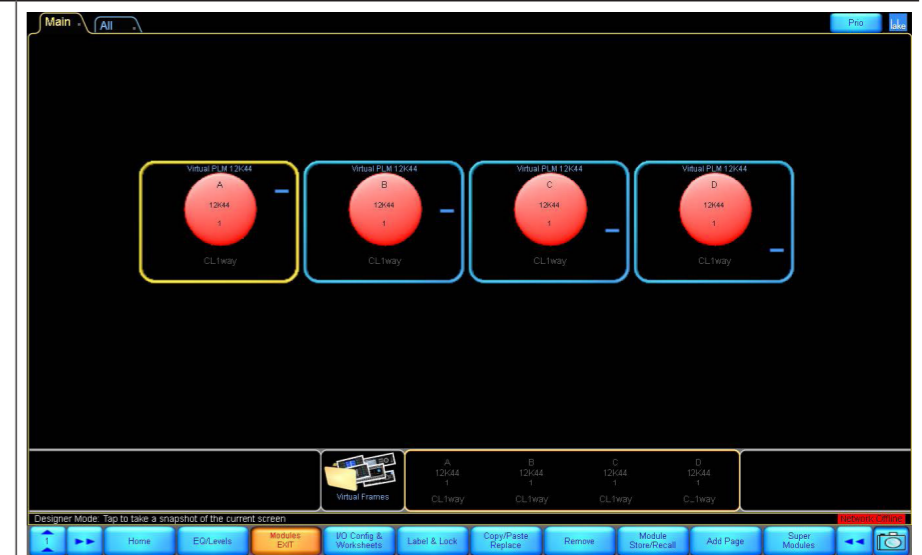 Main All Prio lake
Virtual PLM 12K44 Virtual PLM 12K44 Virtual PLM 12K44 Virtual PLM 12K44
A B C D
12K44 12K44 12K44 12K44
1 1 1 1
CL1way CL1way CL1way CL1way
A B C D
12K44 12K44 12K44 12K44
1 1 1 1
Virtual Frames CL1way CL1way CL1way C_1way
Designer Mode: Tap to take a snapshot of the current screen Network Offline
1 Home EQ/Levels Modules EXIT I/O Config & Worksheets Label & Lock Copy/Paste Replace Remove Module Store/Recall Add Page Super Modules